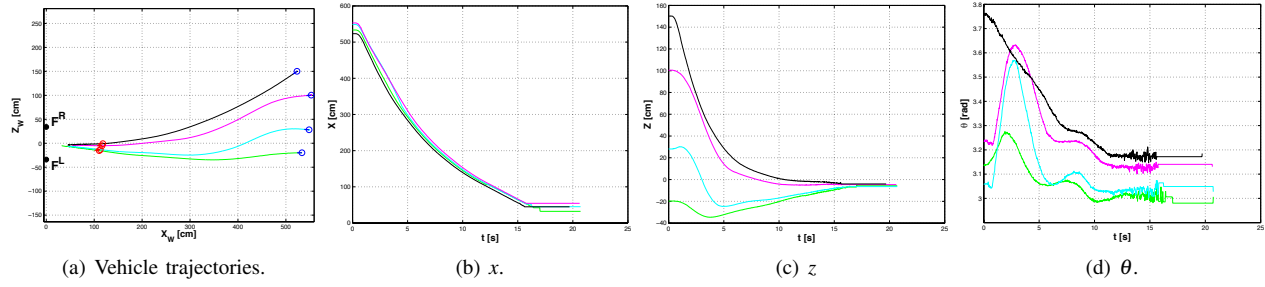 250
200
150
100
50
0
−50
−100
−150
0 100 200 300 400 500
Z_W [cm]
X_W [cm]
F^R
F^L
600
500
400
300
200
100
0
0 5 10 15 20 25
X [cm]
t [s]
160
140
120
100
80
60
40
20
0
−20
−40
0 5 10 15 20 25
Z [cm]
t [s]
3.8
3.7
3.6
3.5
3.4
3.3
3.2
3.1
3
2.9
0 5 10 15 20 25
θ [rad]
t [s]
(a) Vehicle trajectories.
(b) x.
(c) z
(d) θ.